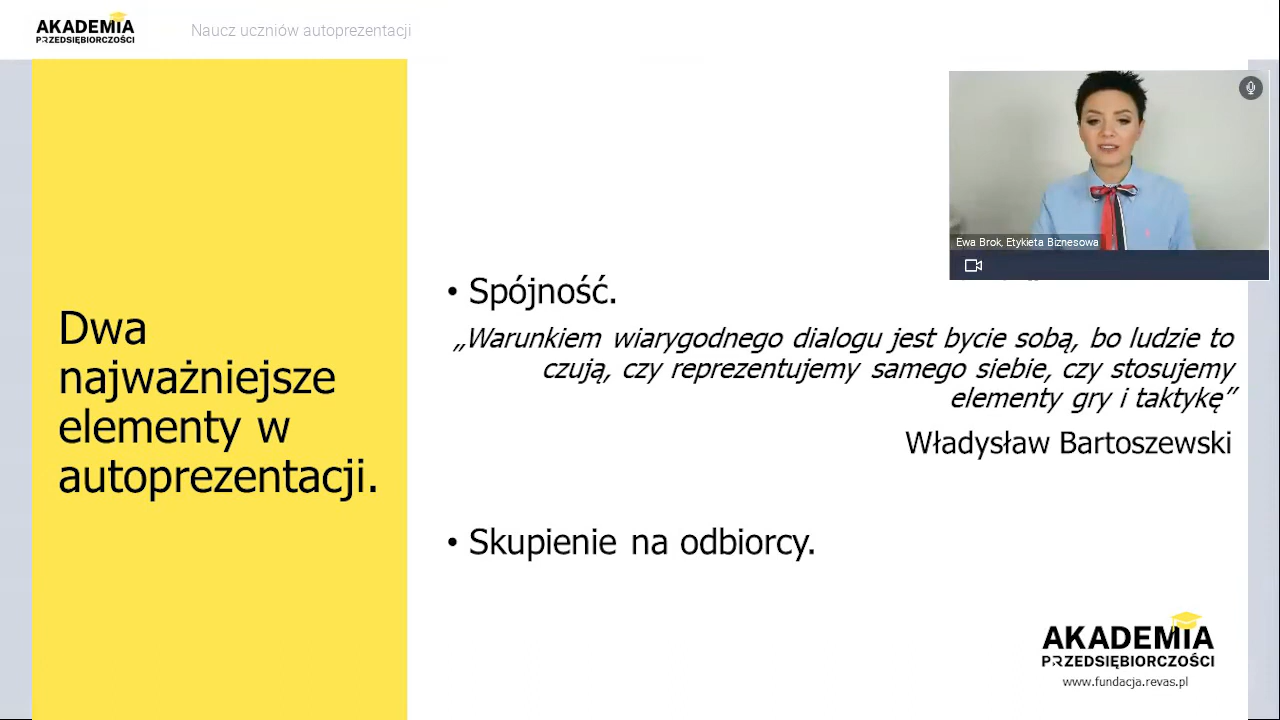 AKADEMIA
PRZEDSIĘBIORCZOŚCI
Naucz uczniów autoprezentacji
Ewa Brok, Etykieta Biznesowa
Dwa
najważniejsze
elementy w
autoprezentacji.
• Spójność.
„Warunkiem wiarygodnego dialogu jest bycie sobą, bo ludzie to
czują, czy reprezentujemy samego siebie, czy stosujemy
elementy gry i taktykę”
Władysław Bartoszewski
• Skupienie na odbiorcy.
AKADEMIA
PRZEDSIĘBIORCZOŚCI
www.fundacja.revas.pl